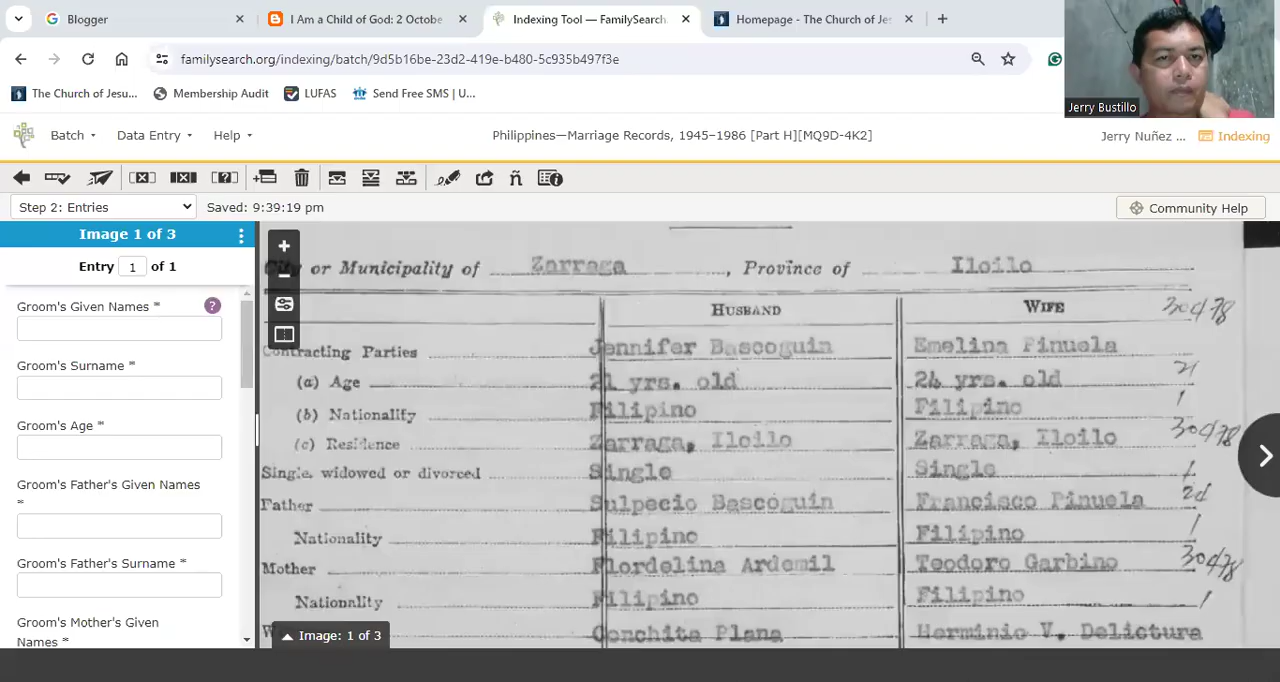 Blogger
I Am a Child of God: 2 Octobe
Indexing Tool — FamilySearch
Homepage - The Church of Jes
familysearch.org/indexing/batch/9d5b16be-23d2-419e-b480-5c935b497f3e
The Church of Jesu...
Membership Audit
LUFAS
Send Free SMS | U...
Jerry Bustillo
Batch
Data Entry
Help
Philippines—Marriage Records, 1945–1986 [Part H][MQ9D-4K2]
Jerry Nuñez ...
Indexing
Step 2: Entries
Saved: 9:39:19 pm
Community Help
Image 1 of 3
Entry 1 of 1
Groom's Given Names *
Groom's Surname *
Groom's Age *
Groom's Father's Given Names *
Groom's Father's Surname *
Groom's Mother's Given Names *
City or Municipality of Zarraga, Province of Iloilo
HUSBAND WIFE 30478
Contracting Parties Jennifer Bascoguin Emelina Pinuela
(a) Age 21 yrs. old 24 yrs. old
(b) Nationality Filipino Filipino
(c) Residence Zarraga, Iloilo Zarraga, Iloilo 30478
Single, widowed or divorced Single Single
Father Sulpecio Bascoguin Francisco Pinuela
Nationality Filipino Filipino
Mother Flordelina Ardemil Teodoro Garbino 30478
Nationality Filipino Filipino
Conchita Plana Herminio V. Delictura
Image: 1 of 3